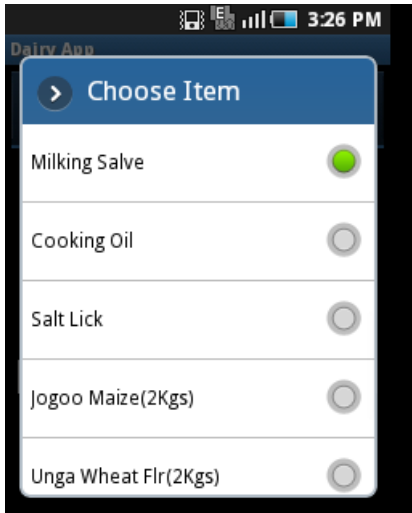 3:26 PM
Dairy App
Choose Item
Milking Salve
Cooking Oil
Salt Lick
Jogoo Maize(2Kgs)
Unga Wheat Flr(2Kgs)